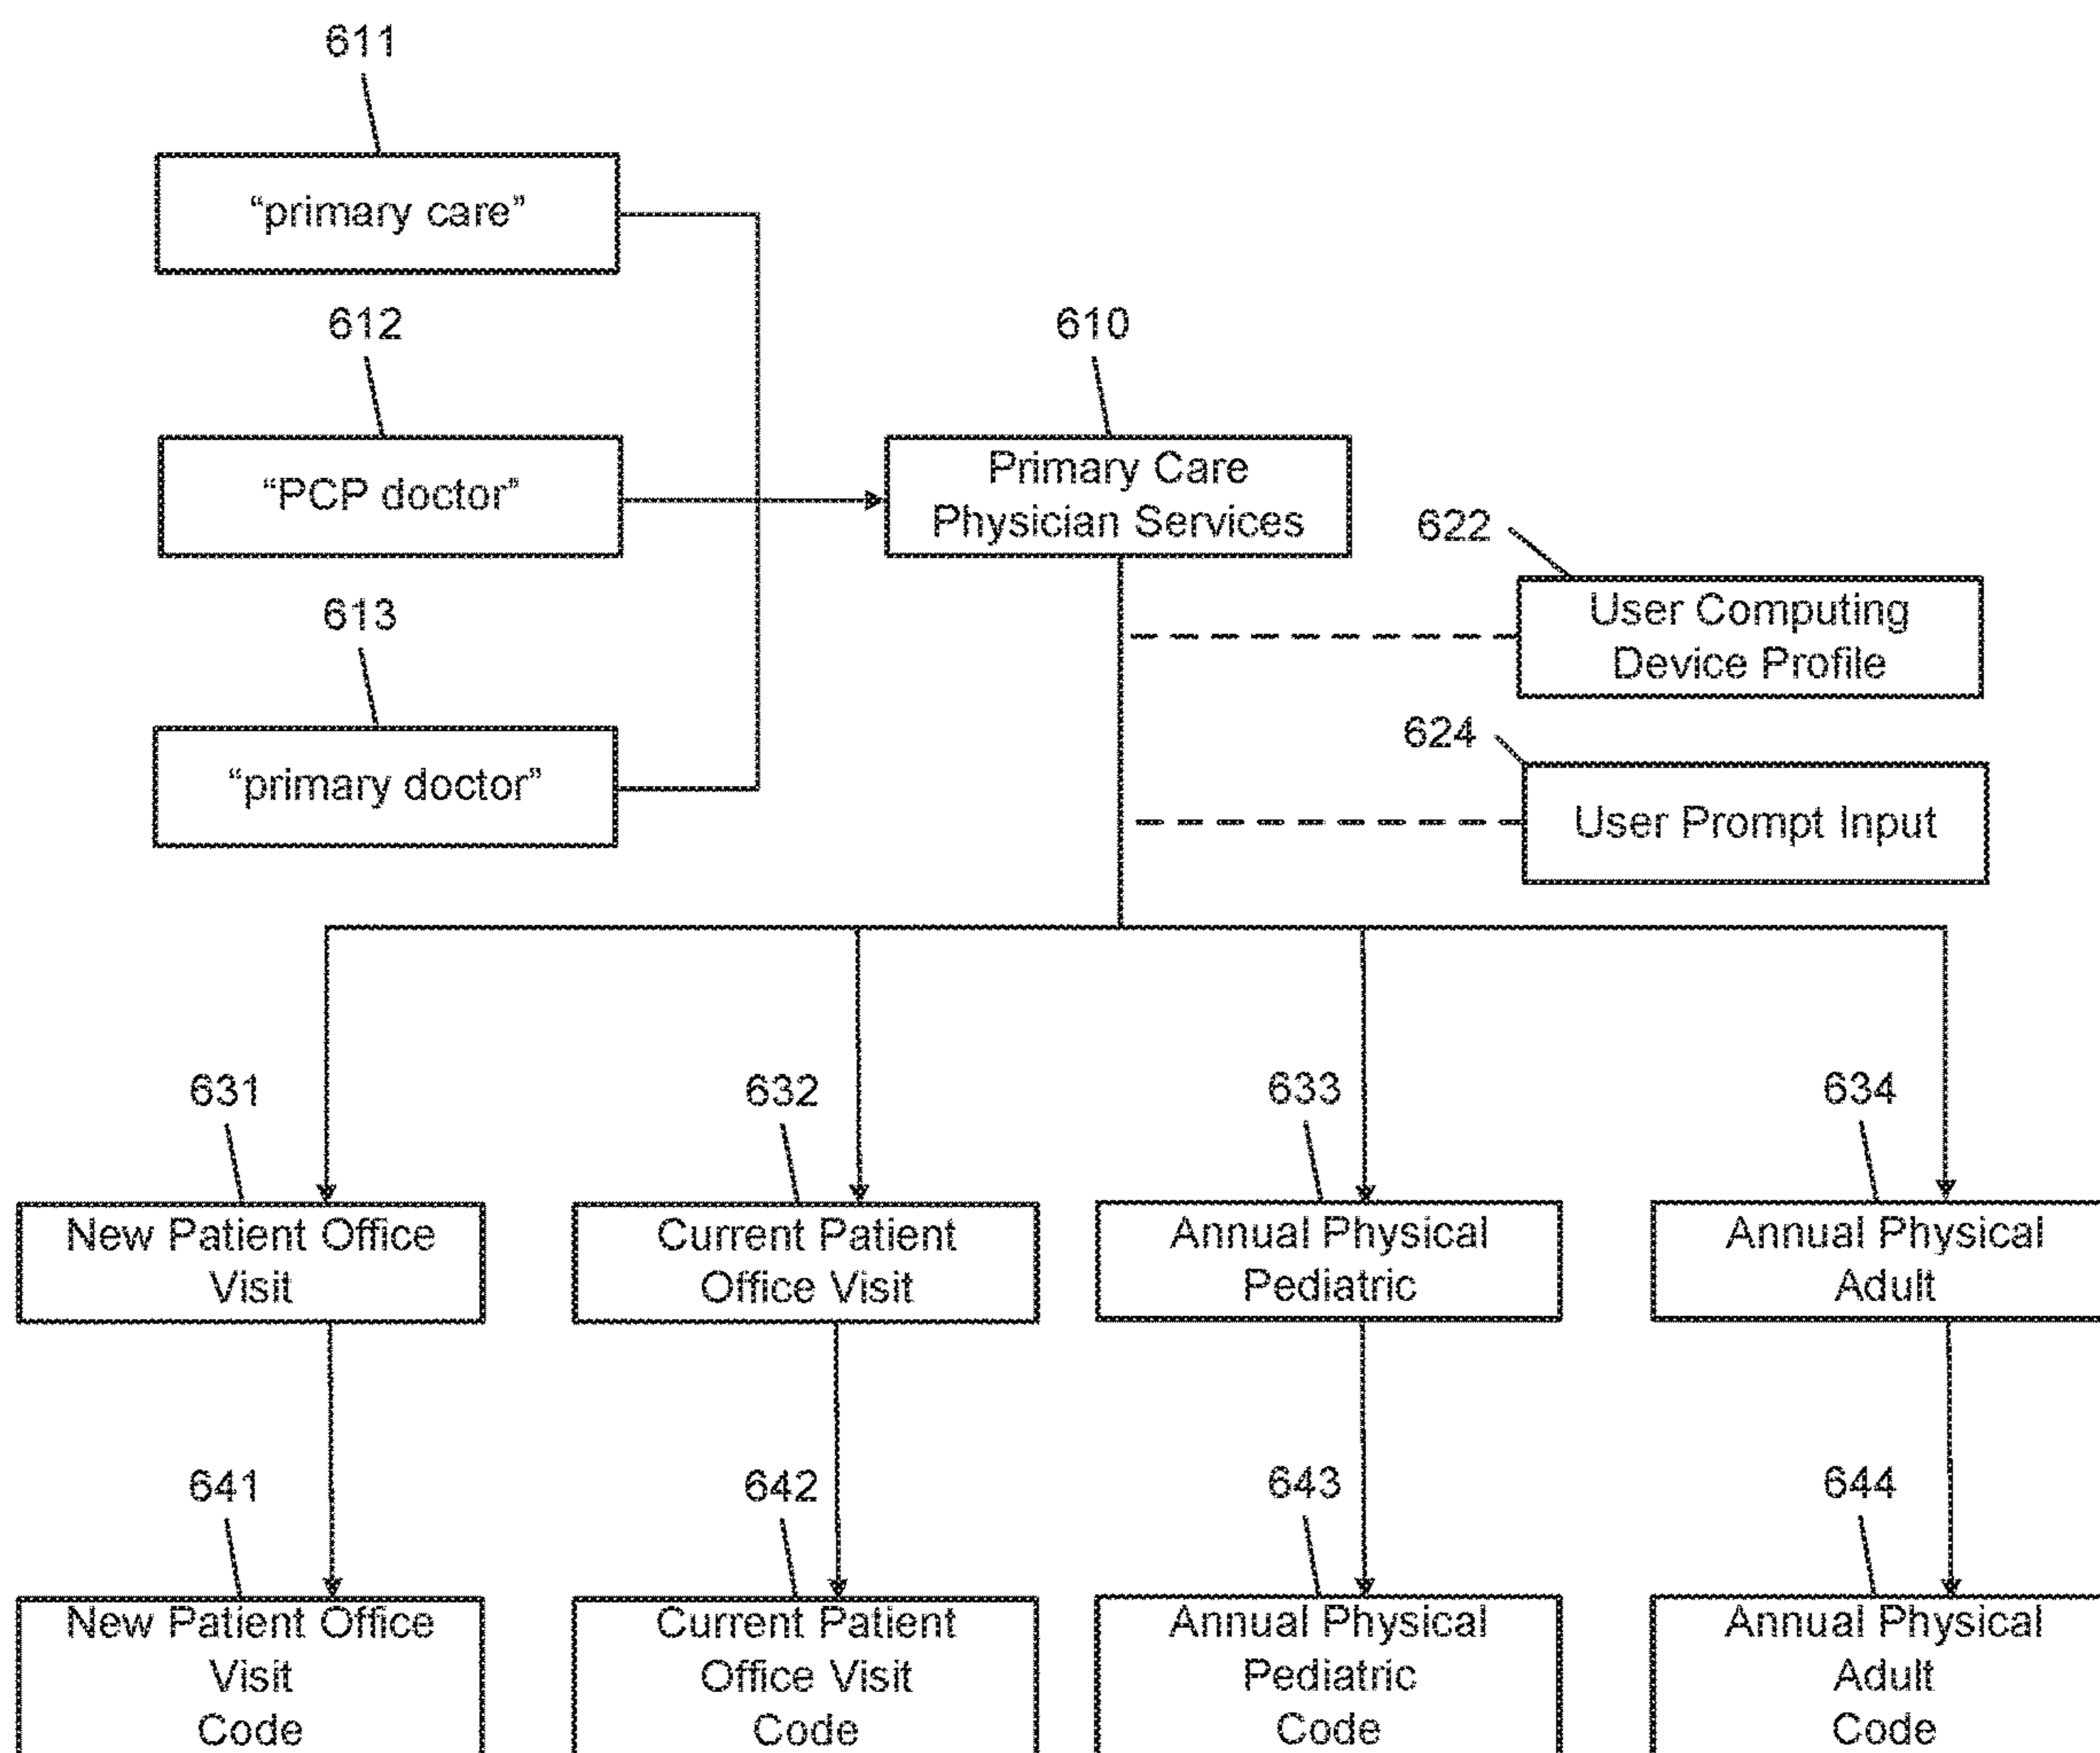 611
“primary care”
612
“PCP doctor”
613
“primary doctor”
610
Primary Care
Physician Services
622
User Computing
Device Profile
624
User Prompt Input
631
New Patient Office
Visit
632
Current Patient
Office Visit
633
Annual Physical
Pediatric
634
Annual Physical
Adult
641
New Patient Office
Visit
Code
642
Current Patient
Office Visit
Code
643
Annual Physical
Pediatric
Code
644
Annual Physical
Adult
Code